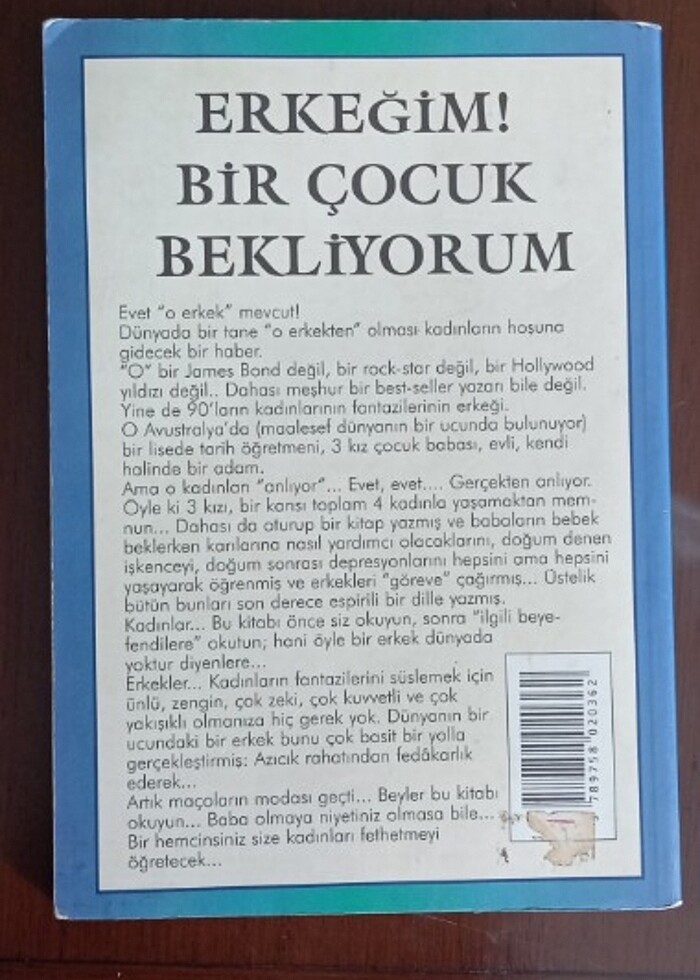 ERKEĞİM!
BİR ÇOCUK
BEKLİYORUM
Evet "o erkek" mevcut!
Dünyada bir tane "o erkekten" olması kadınların hoşuna
gidecek bir haber.
"O" bir James Bond değil, bir rock-star değil, bir Hollywood
yıldızı değil.. Dahası meşhur bir best-seller yazarı bile değil.
Yine de 90'ların kadınlarının fantazilerinin erkeği.
O Avustralya'da (maalesef dünyanın bir ucunda bulunuyor)
bir lisede tarih öğretmeni, 3 kız çocuk babası, evli, kendi
halinde bir adam.
Ama o kadınları "anlıyor"... Evet, evet.... Gerçekten anlıyor.
Öyle ki 3 kızı, bir karısı toplam 4 kadınla yaşamaktan mem-
nun... Dahası da oturup bir kitap yazmış ve babaların bebek
beklerken karılarına nasıl yardımcı olacaklarını, doğum denen
işkenceyi, doğum sonrası depresyonlarını hepsini ama hepsini
yaşayarak öğrenmiş ve erkekleri "göreve" çağırmış... Üstelik
bütün bunları son derece espirili bir dille yazmış.
Kadınlar... Bu kitabı önce siz okuyun, sonra "ilgili beye-
fendilere" okutun; hani öyle bir erkek dünyada
yoktur diyenlere...
Erkekler... Kadınların fantazilerini süslemek için
ünlü, zengin, çok zeki, çok kuvvetli ve çok
yakışıklı olmanıza hiç gerek yok. Dünyanın bir
ucundaki bir erkek bunu çok basit bir yolla
gerçekleştirmiş: Azıcık rahatından fedâkarlık
ederek...
Artık maçoların modası geçti... Beyler bu kitabı
okuyun... Baba olmaya niyetiniz olmasa bile...
Bir hemcinsiniz size kadınları fethetmeyi
öğretecek...
789758 020362